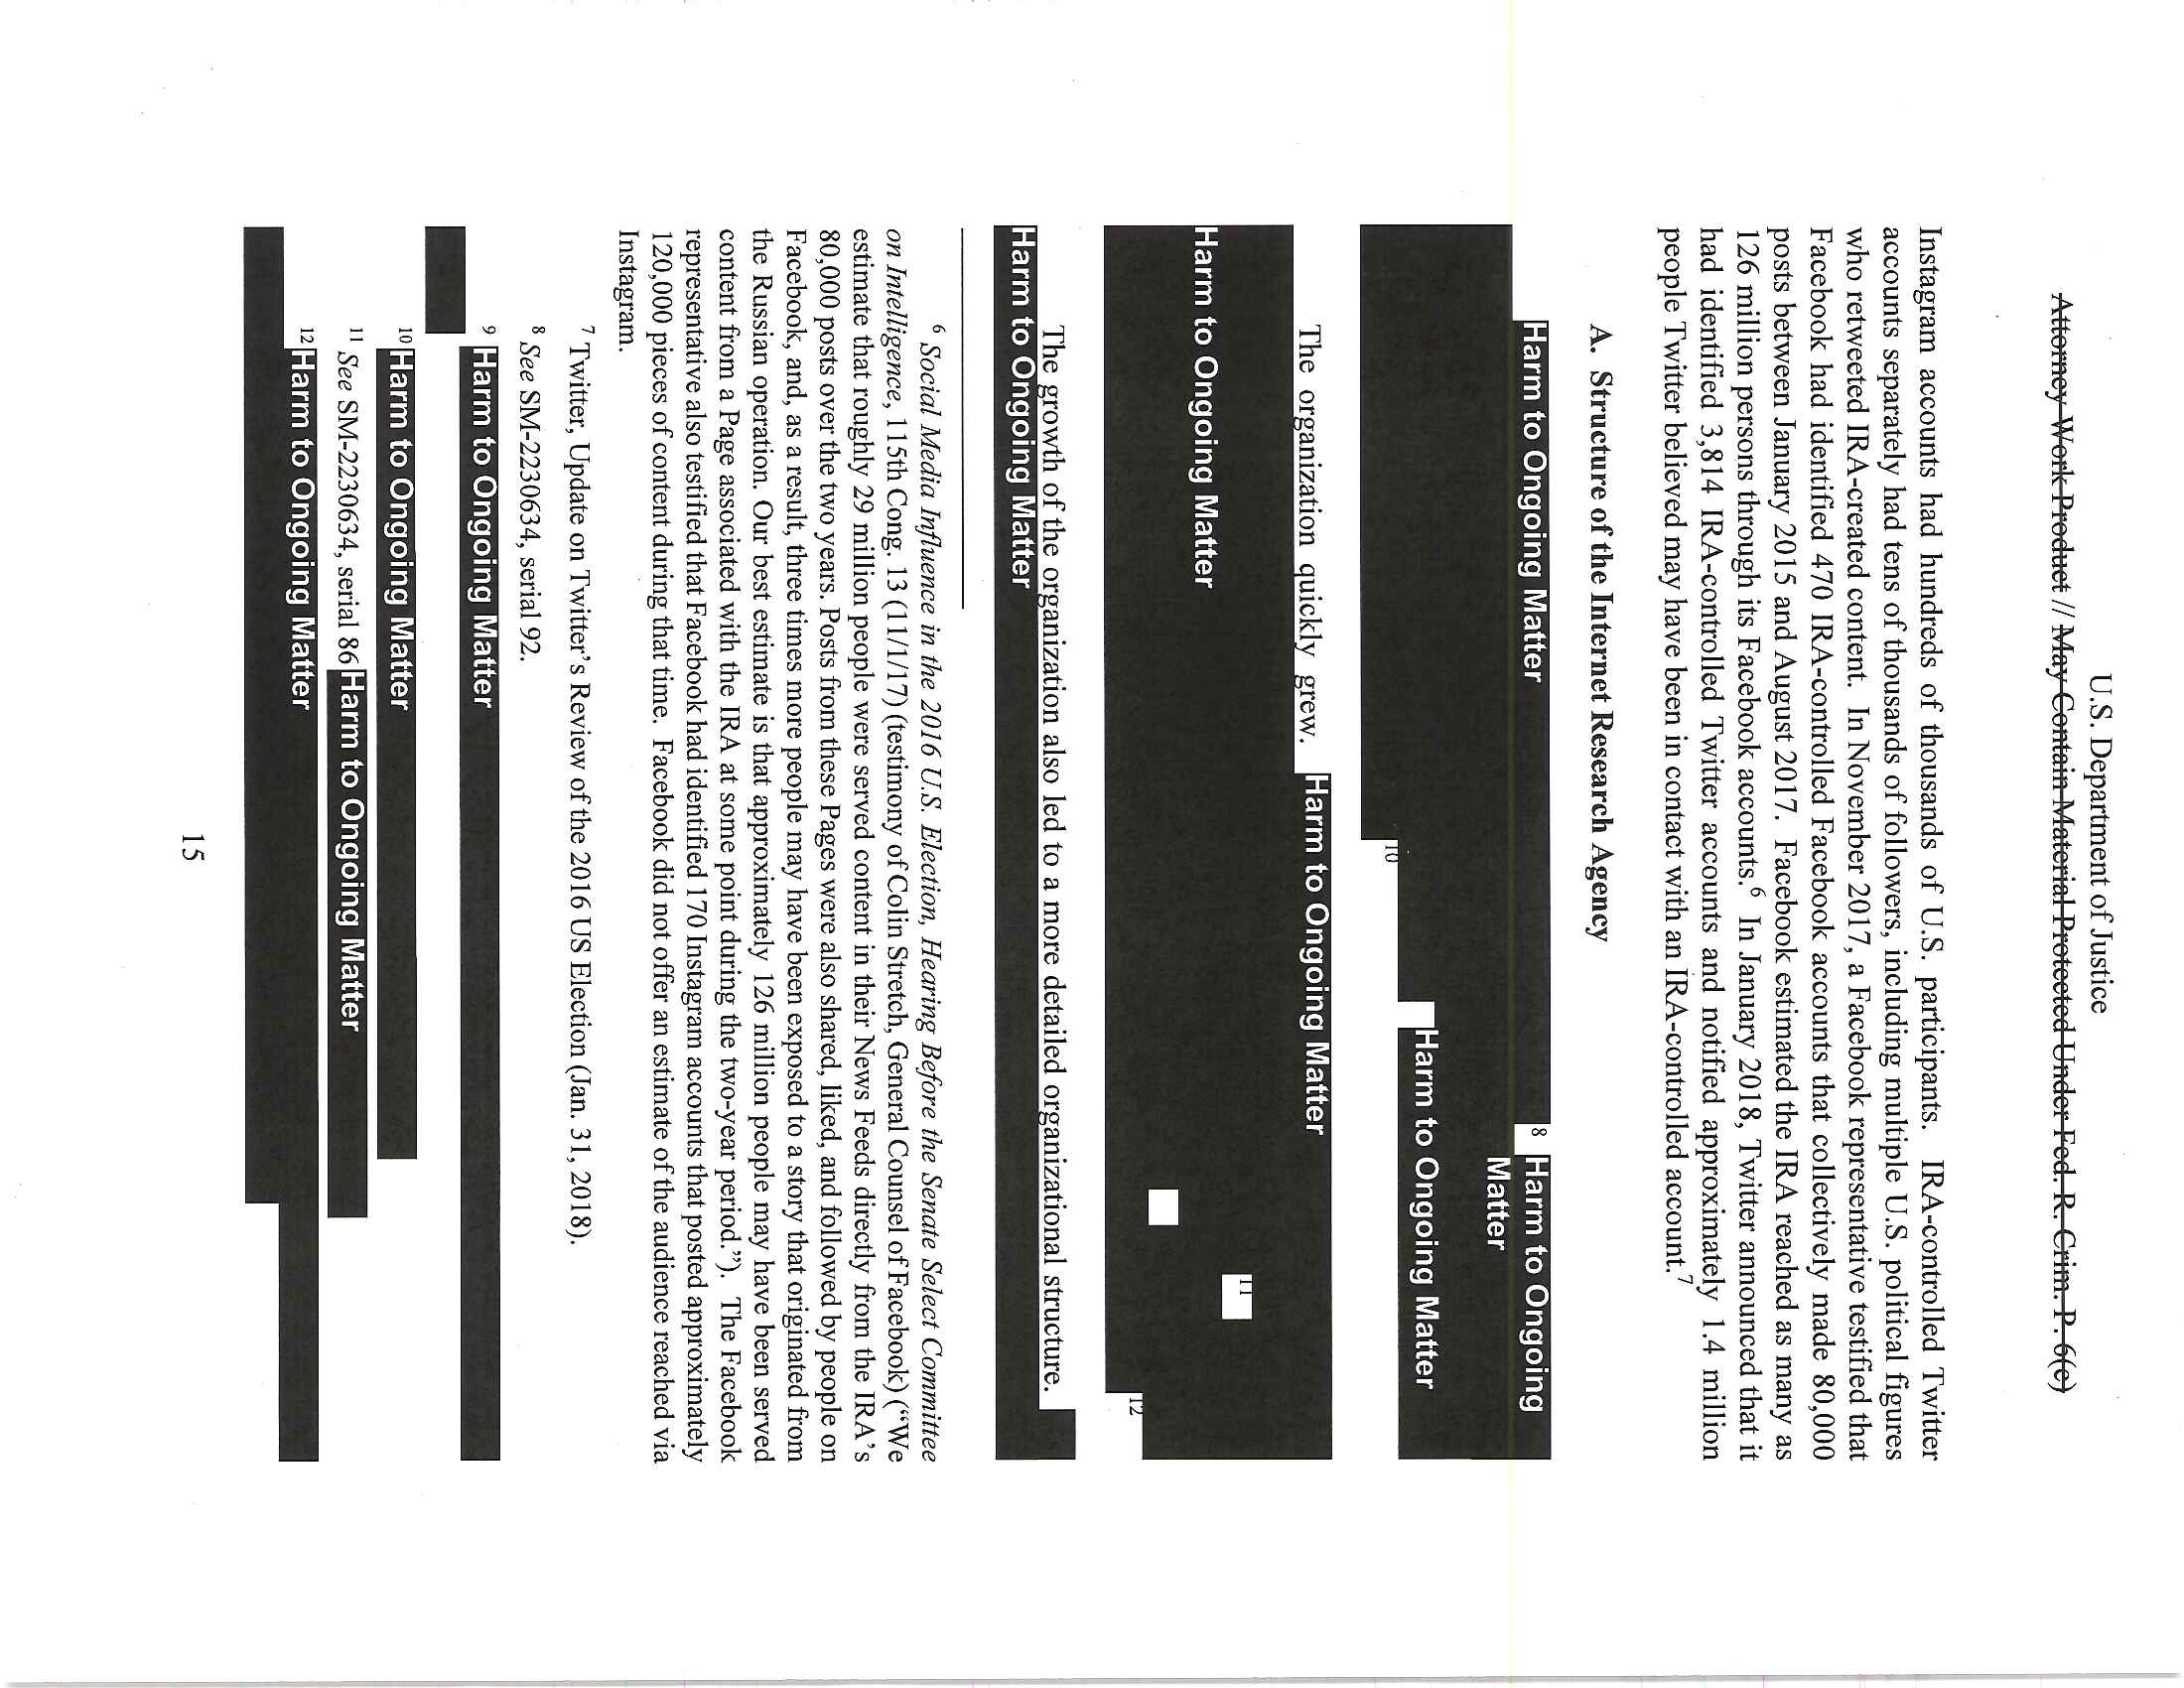 U.S. Department of Justice
Attorney Work Product // May Contain Material Protected Under Fed. R. Crim. P. 6(e)
Instagram accounts had hundreds of thousands of U.S. participants. IRA-controlled Twitter
accounts separately had tens of thousands of followers, including multiple U.S. political figures
who retweeted IRA-created content. In November 2017, a Facebook representative testified that
Facebook had identified 470 IRA-controlled Facebook accounts that collectively made 80,000
posts between January 2015 and August 2017. Facebook estimated the IRA reached as many as
126 million persons through its Facebook accounts.6 In January 2018, Twitter announced that it
had identified 3,814 IRA-controlled Twitter accounts and notified approximately 1.4 million
people Twitter believed may have been in contact with an IRA-controlled account.7
A. Structure of the Internet Research Agency
Harm to Ongoing Matter 8 Harm to Ongoing
Matter
Harm to Ongoing Matter
10
The organization quickly grew. Harm to Ongoing Matter
11
Harm to Ongoing Matter
12
The growth of the organization also led to a more detailed organizational structure.
Harm to Ongoing Matter
6 Social Media Influence in the 2016 U.S. Election, Hearing Before the Senate Select Committee
on Intelligence, 115th Cong. 13 (11/1/17) (testimony of Colin Stretch, General Counsel of Facebook) (“We
estimate that roughly 29 million people were served content in their News Feeds directly from the IRA’s
80,000 posts over the two years. Posts from these Pages were also shared, liked, and followed by people on
Facebook, and, as a result, three times more people may have been exposed to a story that originated from
the Russian operation. Our best estimate is that approximately 126 million people may have been served
content from a Page associated with the IRA at some point during the two-year period.”). The Facebook
representative also testified that Facebook had identified 170 Instagram accounts that posted approximately
120,000 pieces of content during that time. Facebook did not offer an estimate of the audience reached via
Instagram.
7 Twitter, Update on Twitter’s Review of the 2016 US Election (Jan. 31, 2018).
8 See SM-2230634, serial 92.
9 Harm to Ongoing Matter
10 Harm to Ongoing Matter
11 See SM-2230634, serial 86 Harm to Ongoing Matter
12 Harm to Ongoing Matter
15